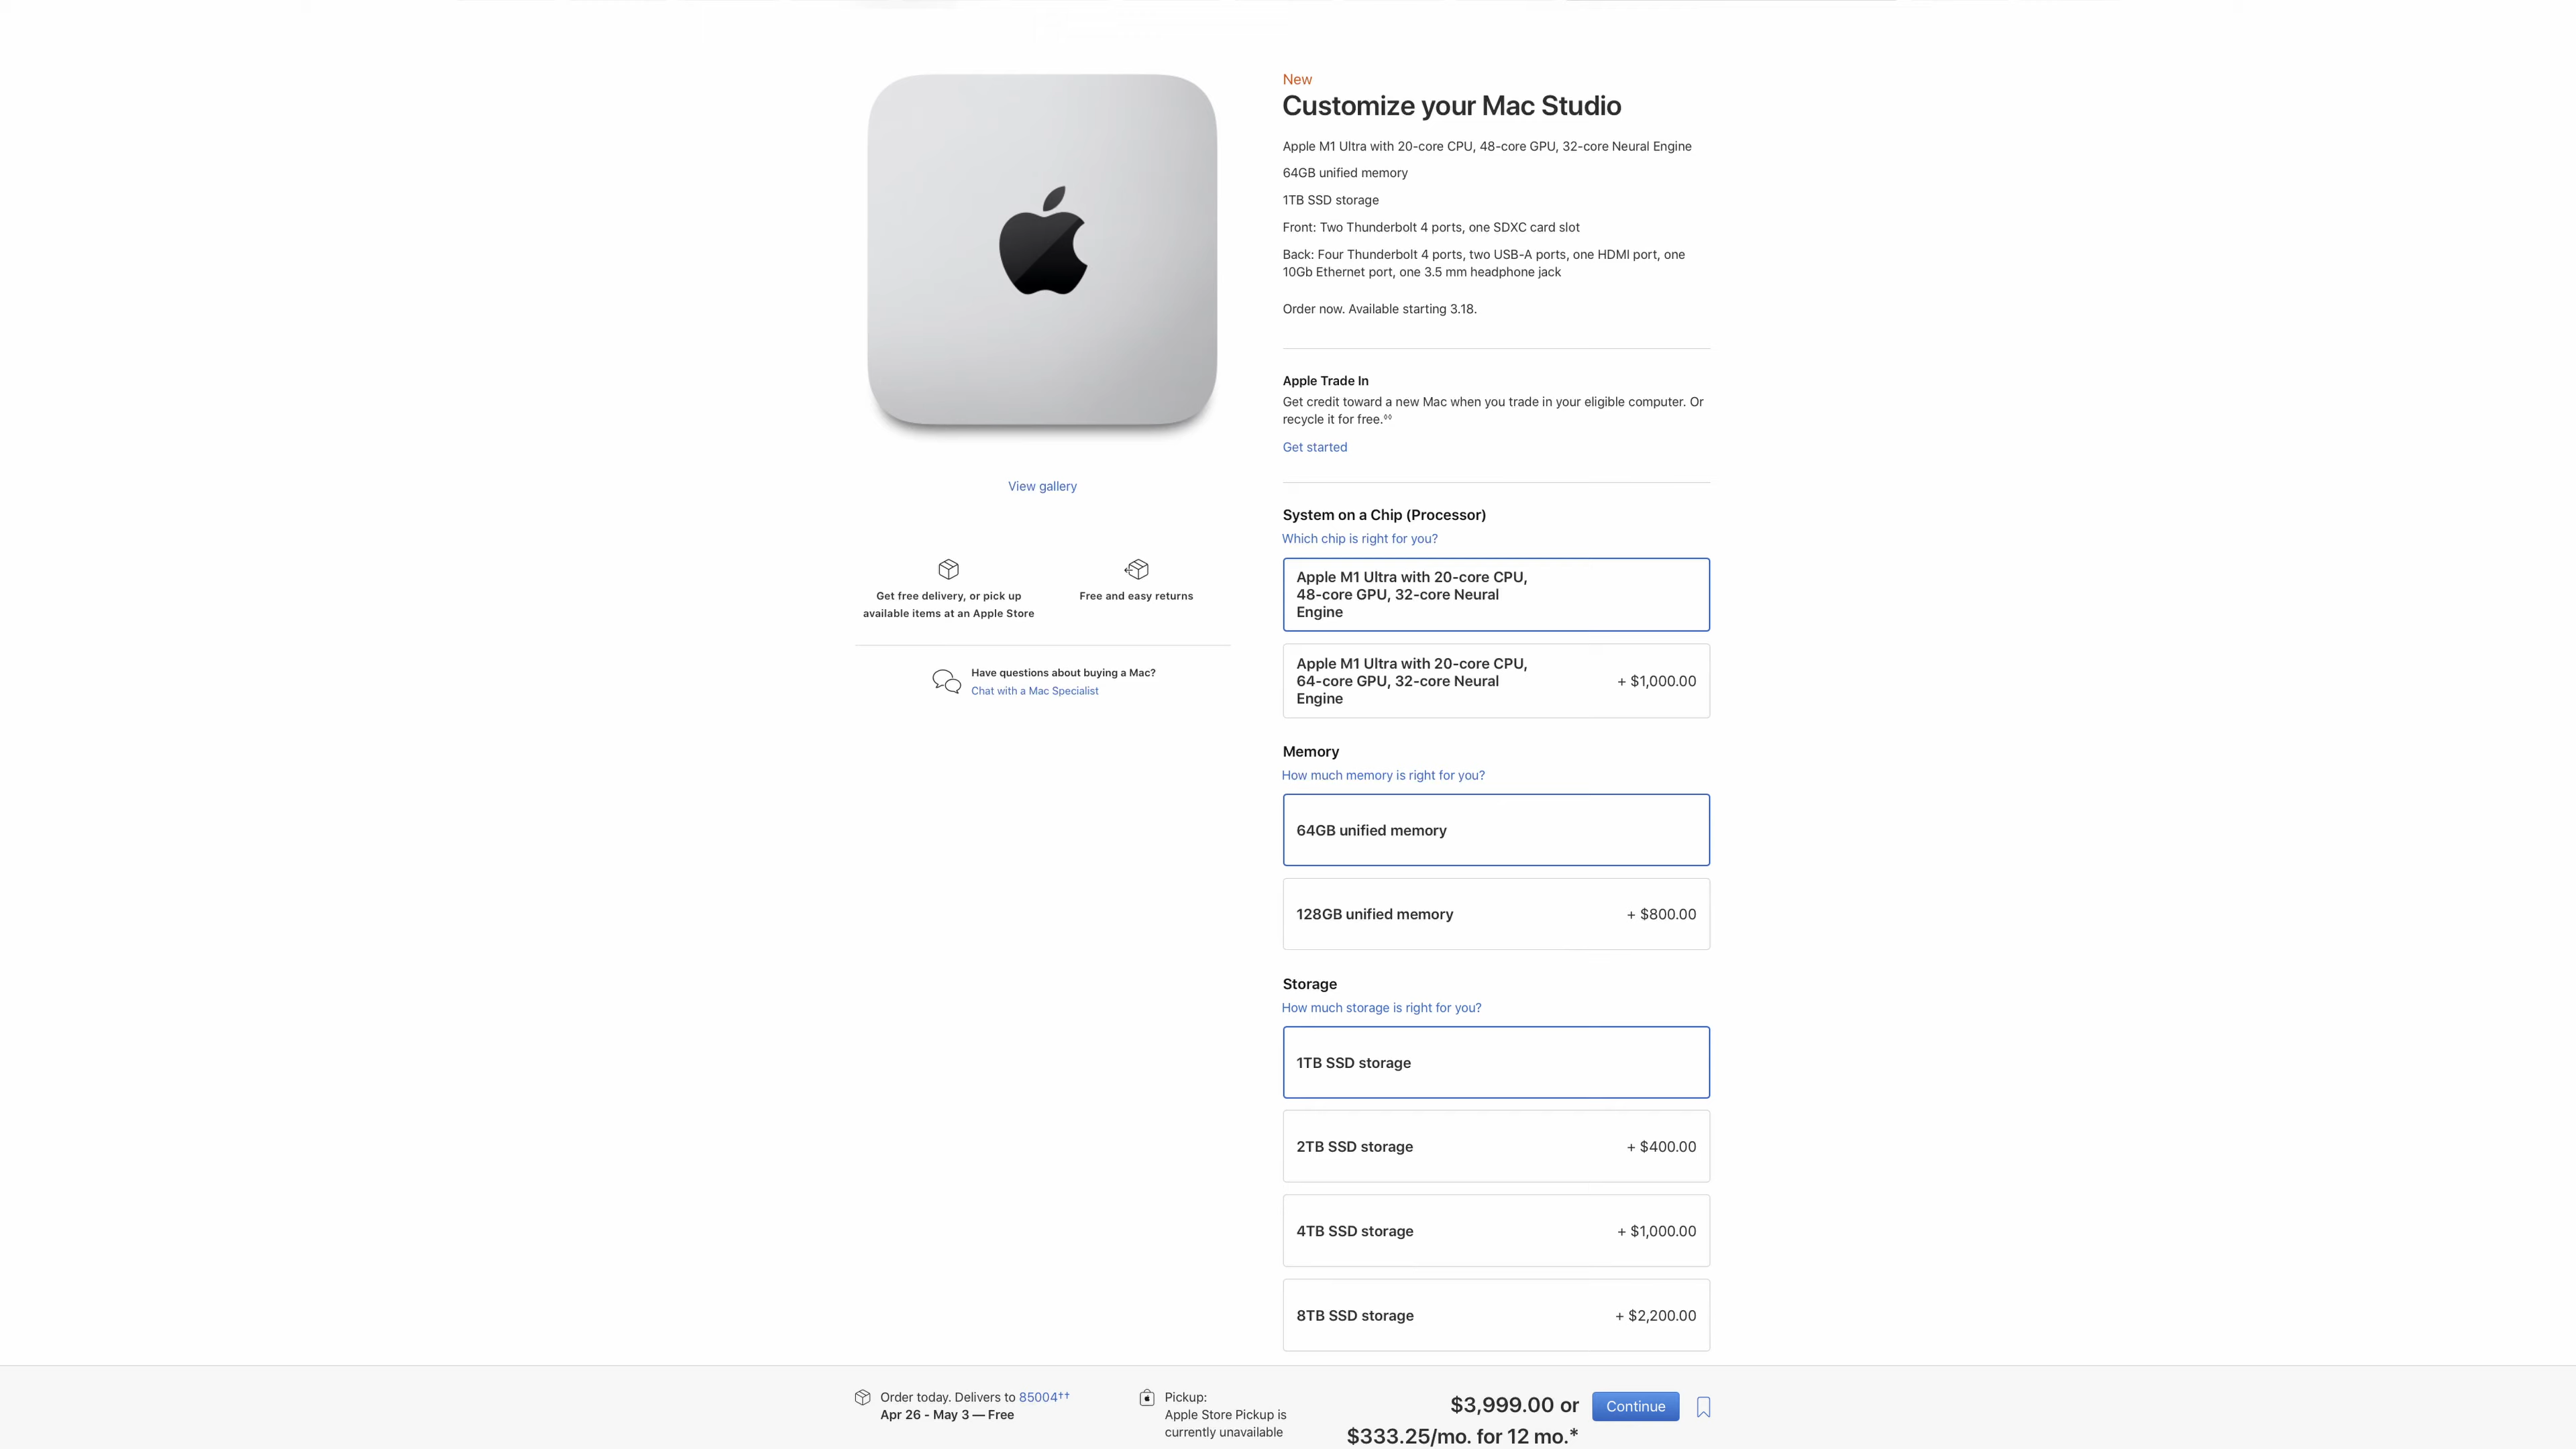 New
Customize your Mac Studio
Apple M1 Ultra with 20-core CPU, 48-core GPU, 32-core Neural Engine
64GB unified memory
1TB SSD storage
Front: Two Thunderbolt 4 ports, one SDXC card slot
Back: Four Thunderbolt 4 ports, two USB-A ports, one HDMI port, one
10Gb Ethernet port, one 3.5 mm headphone jack
Order now. Available starting 3.18.
Apple Trade In
Get credit toward a new Mac when you trade in your eligible computer. Or
recycle it for free.◊◊
Get started
View gallery
Get free delivery, or pick up
available items at an Apple Store
Free and easy returns
Have questions about buying a Mac?
Chat with a Mac Specialist
System on a Chip (Processor)
Which chip is right for you?
Apple M1 Ultra with 20-core CPU,
48-core GPU, 32-core Neural
Engine
Apple M1 Ultra with 20-core CPU,
64-core GPU, 32-core Neural
Engine
+ $1,000.00
Memory
How much memory is right for you?
64GB unified memory
128GB unified memory + $800.00
Storage
How much storage is right for you?
1TB SSD storage
2TB SSD storage + $400.00
4TB SSD storage + $1,000.00
8TB SSD storage + $2,200.00
Order today. Delivers to 85004††
Apr 26 - May 3 — Free
Pickup:
Apple Store Pickup is
currently unavailable
$3,999.00 or
$333.25/mo. for 12 mo.*
Continue